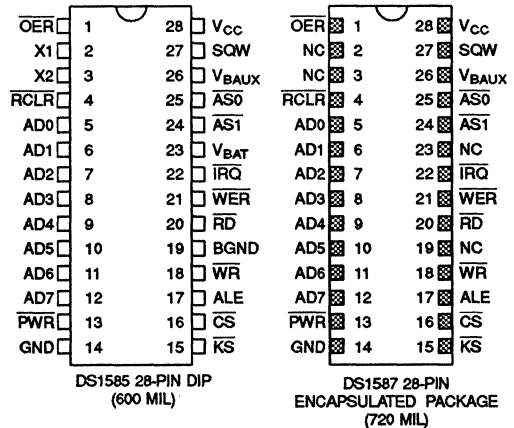 OER 1 28 VCC OER 1 28 VCC
X1 2 27 SQW NC 2 27 SQW
X2 3 26 VBAUX NC 3 26 VBAUX
RCLR 4 25 AS0 RCLR 4 25 AS0
AD0 5 24 AS1 AD0 5 24 AS1
AD1 6 23 VBAT AD1 6 23 NC
AD2 7 22 IRQ AD2 7 22 IRQ
AD3 8 21 WER AD3 8 21 WER
AD4 9 20 RD AD4 9 20 RD
AD5 10 19 BGND AD5 10 19 NC
AD6 11 18 WR AD6 11 18 WR
AD7 12 17 ALE AD7 12 17 ALE
PWR 13 16 CS PWR 13 16 CS
GND 14 15 KS GND 14 15 KS
DS1585 28-PIN DIP
(600 MIL)
DS1587 28-PIN
ENCAPSULATED PACKAGE
(720 MIL)